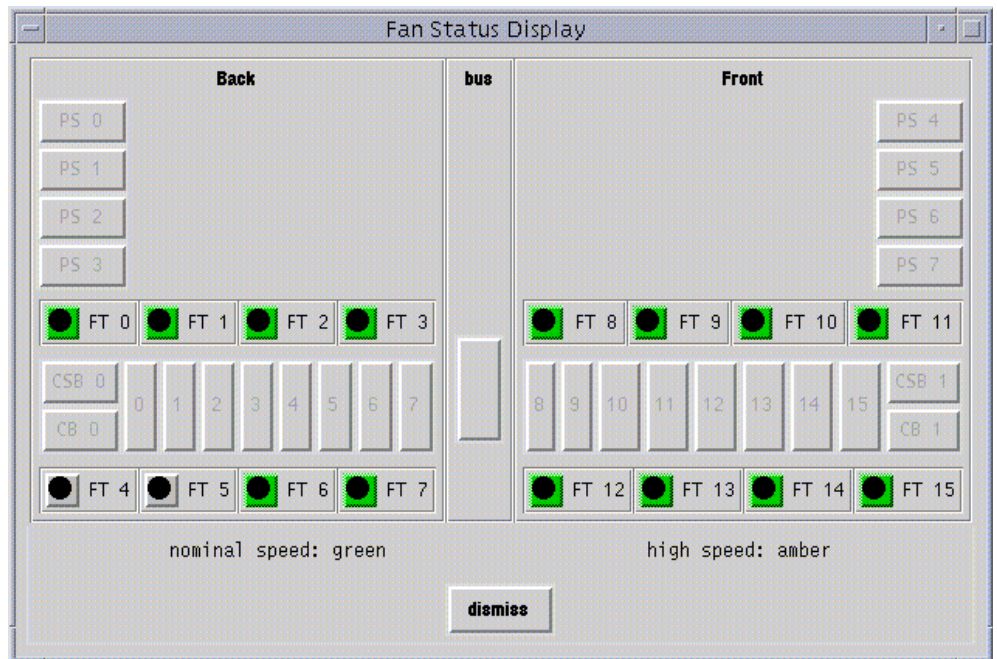 Fan Status Display
Back bus Front
PS 0 PS 4
PS 1 PS 5
PS 2 PS 6
PS 3 PS 7
FT 0 FT 1 FT 2 FT 3 FT 8 FT 9 FT 10 FT 11
CSB 0 CSB 1
0 1 2 3 4 5 6 7 8 9 10 11 12 13 14 15
CB 0 CB 1
FT 4 FT 5 FT 6 FT 7 FT 12 FT 13 FT 14 FT 15
nominal speed: green high speed: amber
dismiss